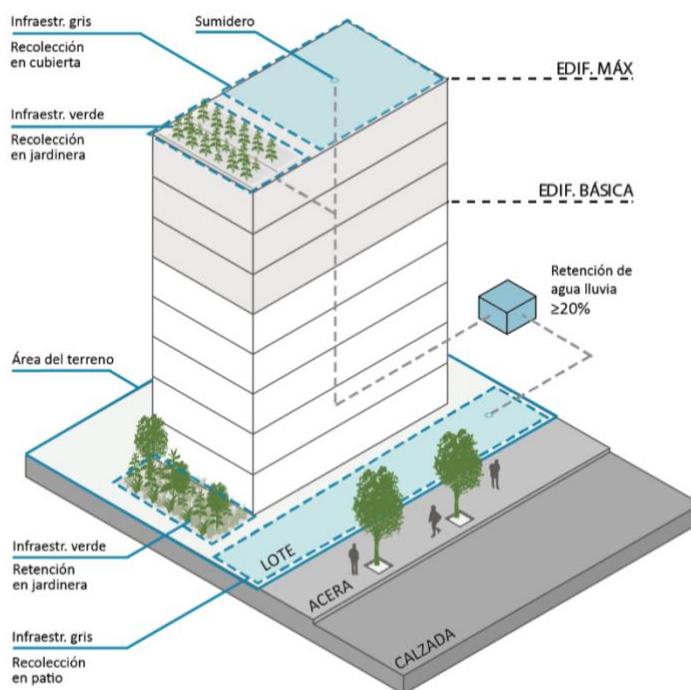 Infraestr. gris
Recolección
en cubierta
Sumidero
EDIF. MÁX
Infraestr. verde
Recolección
en jardinera
EDIF. BÁSICA
Retención de
agua lluvia
≥20%
Área del terreno
Infraestr. verde
Retención
en jardinera
LOTE
ACERA
CALZADA
Infraestr. gris
Recolección
en patio